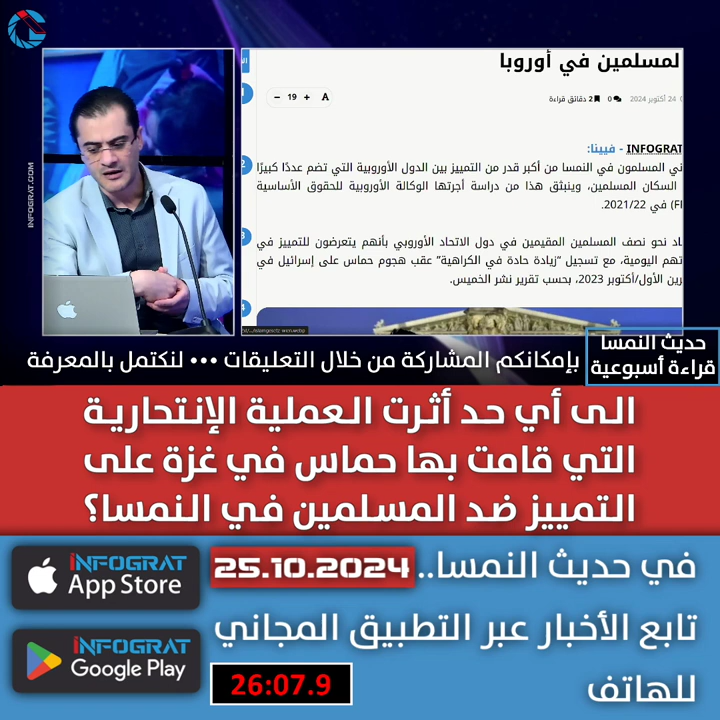 INFOGRAT.COM
لمسلمين في أوروبا
24 أكتوبر 2024 0 2 دقائق قراءة
− 19 + A
INFOGRAT - فيينا:
ني المسلمون في النمسا من أكبر قدر من التمييز بين الدول الأوروبية التي تضم عددًا كبيرًا
السكان المسلمين، وينبثق هذا من دراسة أجرتها الوكالة الأوروبية للحقوق الأساسية
في 2021/22.
اد نحو نصف المسلمين المقيمين في دول الاتحاد الأوروبي بأنهم يتعرضون للتمييز في
تهم اليومية، مع تسجيل “زيادة حادة في الكراهية” عقب هجوم حماس على إسرائيل في
رين الأول/أكتوبر 2023، بحسب تقرير نشر الخميس.
حديث النمسا
قراءة أسبوعية
بإمكانكم المشاركة من خلال التعليقات ••• لنكتمل بالمعرفة
الى أي حد أثرت العملية الإنتحارية
التي قامت بها حماس في غزة على
التمييز ضد المسلمين في النمسا؟
في حديث النمسا.. 25.10.2024
تابع الأخبار عبر التطبيق المجاني
للهاتف
INFOGRAT
App Store
INFOGRAT
Google Play
26:07.9